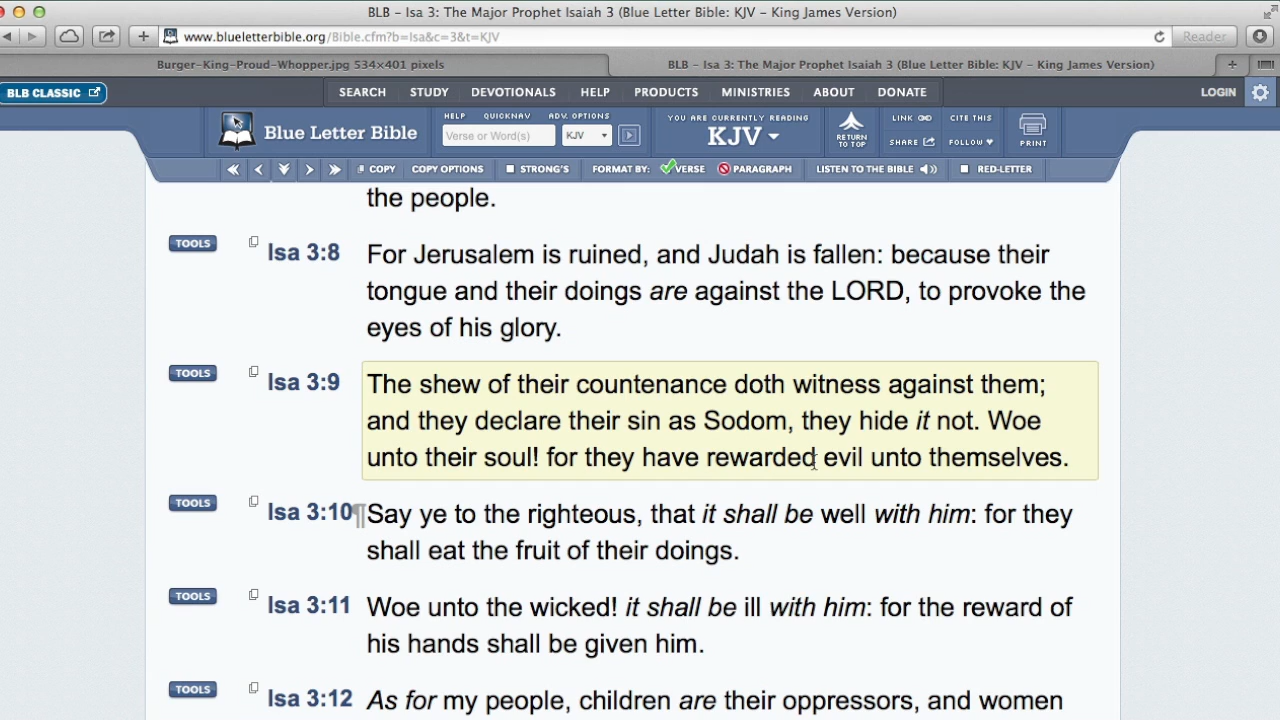 BLB – Isa 3: The Major Prophet Isaiah 3 (Blue Letter Bible: KJV – King James Version)
www.blueletterbible.org/Bible.cfm?b=Isa&c=3&t=KJV
Reader
Burger-King-Proud-Whopper.jpg 534×401 pixels
BLB – Isa 3: The Major Prophet Isaiah 3 (Blue Letter Bible: KJV – King James Version)
BLB CLASSIC
SEARCH STUDY DEVOTIONALS HELP PRODUCTS MINISTRIES ABOUT DONATE
LOGIN
Blue Letter Bible
HELP QUICKNAV ADV. OPTIONS
Verse or Word(s) KJV
YOU ARE CURRENTLY READING
KJV
RETURN
TO TOP
LINK CITE THIS
SHARE FOLLOW
PRINT
COPY COPY OPTIONS STRONG'S FORMAT BY: VERSE PARAGRAPH LISTEN TO THE BIBLE RED-LETTER
the people.
TOOLS Isa 3:8 For Jerusalem is ruined, and Judah is fallen: because their
tongue and their doings are against the LORD, to provoke the
eyes of his glory.
TOOLS Isa 3:9 The shew of their countenance doth witness against them;
and they declare their sin as Sodom, they hide it not. Woe
unto their soul! for they have rewarded evil unto themselves.
TOOLS Isa 3:10 ¶Say ye to the righteous, that it shall be well with him: for they
shall eat the fruit of their doings.
TOOLS Isa 3:11 Woe unto the wicked! it shall be ill with him: for the reward of
his hands shall be given him.
TOOLS Isa 3:12 As for my people, children are their oppressors, and women